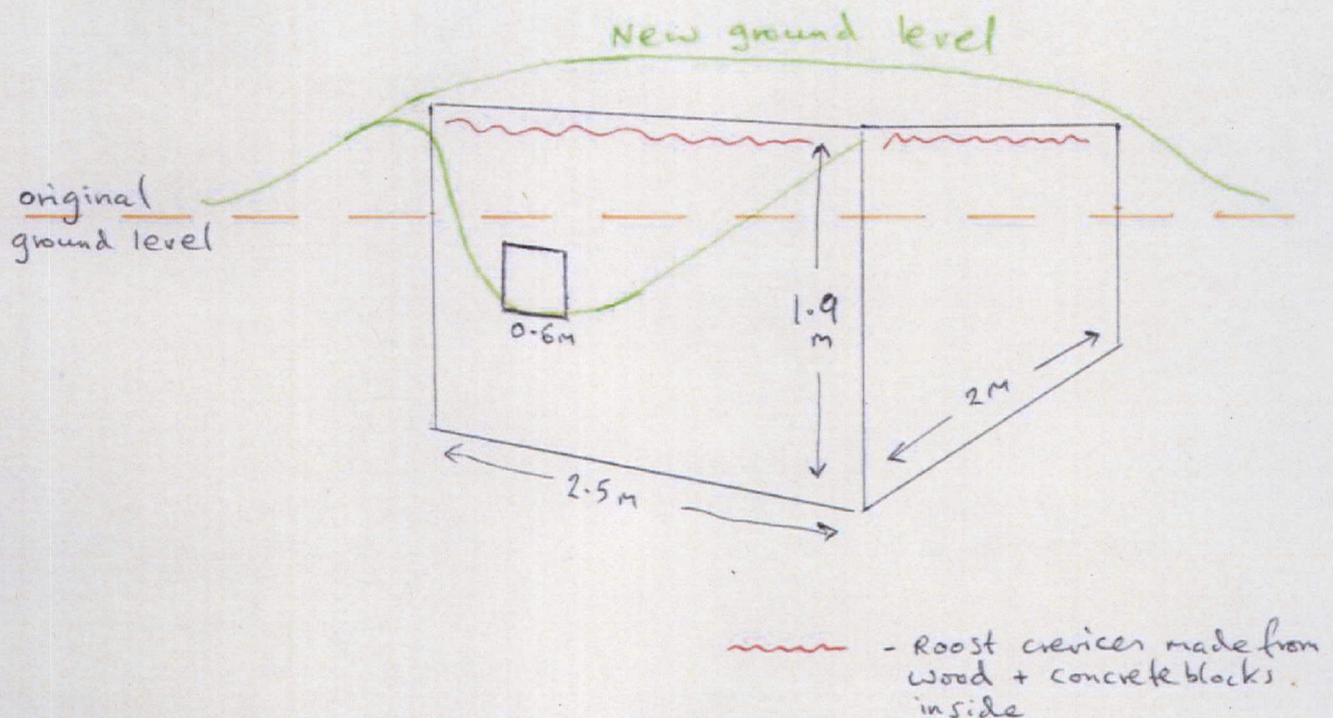 New ground level
original
ground level
0.6m
1.9
m
2m
2.5m
- Roost crevices made from
wood + concrete blocks.
inside